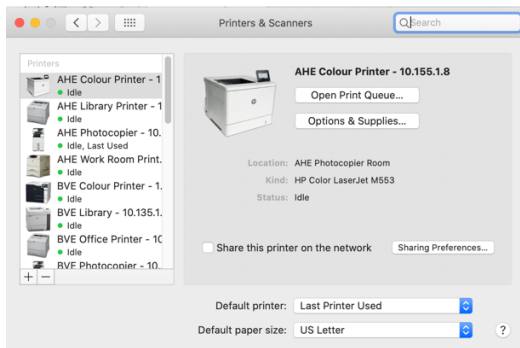 Printers & Scanners
Search
Printers
AHE Colour Printer - 1
Idle
AHE Library Printer - 1
Idle
AHE Photocopier - 10.
Idle, Last Used
AHE Work Room Print.
Idle
BVE Colour Printer - 1.
Idle
BVE Library - 10.135.1.
Idle
BVE Office Printer - 10
Idle
BVE Photocopier - 10..
+ −
AHE Colour Printer - 10.155.1.8
Open Print Queue...
Options & Supplies...
Location: AHE Photocopier Room
Kind: HP Color LaserJet M553
Status: Idle
Share this printer on the network
Sharing Preferences...
Default printer: Last Printer Used
Default paper size: US Letter
?